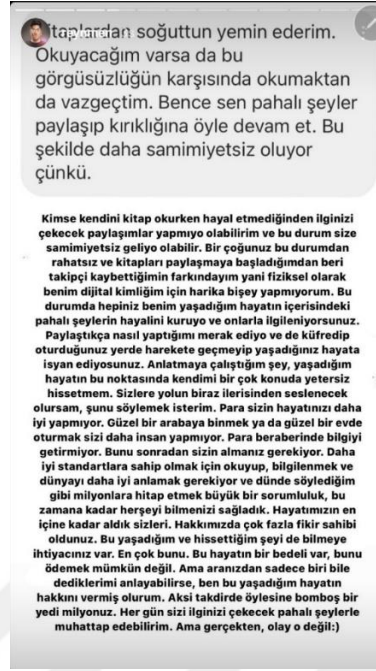 Kitaplardan soğuttun yemin ederim.
Okuyacağım varsa da bu
görgüsüzlüğün karşısında okumaktan
da vazgeçtim. Bence sen pahalı şeyler
paylaşıp kırıklığına öyle devam et. Bu
şekilde daha samimiyetsiz oluyor
çünkü.
Kimse kendini kitap okurken hayal etmediğinden ilginizi
çekecek paylaşımlar yapmıyo olabilirim ve bu durum size
samimiyetsiz geliyo olabilir. Bir çoğunuz bu durumdan
rahatsız ve kitapları paylaşmaya başladığımdan beri
takipçi kaybettiğimin farkındayım yani fiziksel olarak
benim dijital kimliğim için harika bişey yapmıyorum. Bu
durumda hepiniz benim yaşadığım hayatın içerisindeki
pahalı şeylerin hayalini kuruyo ve onlarla ilgileniyorsunuz.
Paylaştıkça nasıl yaptığımı merak ediyo ve de küfredip
oturduğunuz yerde harekete geçmeyip yaşadığınız hayata
isyan ediyosunuz. Anlatmaya çalıştığım şey, yaşadığım
hayatın bu noktasında kendimi bir çok konuda yetersiz
hissetmem. Sizlere yolun biraz ilerisinden seslenecek
olursam, şunu söylemek isterim. Para sizin hayatınızı daha
iyi yapmıyor. Güzel bir arabaya binmek ya da güzel bir evde
oturmak sizi daha insan yapmıyor. Para beraberinde bilgiyi
getirmiyor. Bunu sonradan sizin almanız gerekiyor. Daha
iyi standartlara sahip olmak için okuyup, bilgilenmek ve
dünyayı daha iyi anlamak gerekiyor ve dünde söylediğim
gibi milyonlara hitap etmek büyük bir sorumluluk, bu
zamana kadar herşeyi bilmenizi sağladık. Hayatımızın en
içine kadar aldık sizleri. Hakkımızda çok fazla fikir sahibi
oldunuz. Bu yaşadığım ve hissettiğim şeyi de bilmeye
ihtiyacınız var. En çok bunu. Bu hayatın bir bedeli var, bunu
ödemek mümkün değil. Ama aranızdan sadece biri bile
dediklerimi anlayabilirse, ben bu yaşadığım hayatın
hakkını vermiş olurum. Aksi takdirde öylesine bomboş bir
yedi milyonuz. Her gün sizi ilginizi çekecek pahalı şeylerle
muhattap edebilirim. Ama gerçekten, olay o değil:)